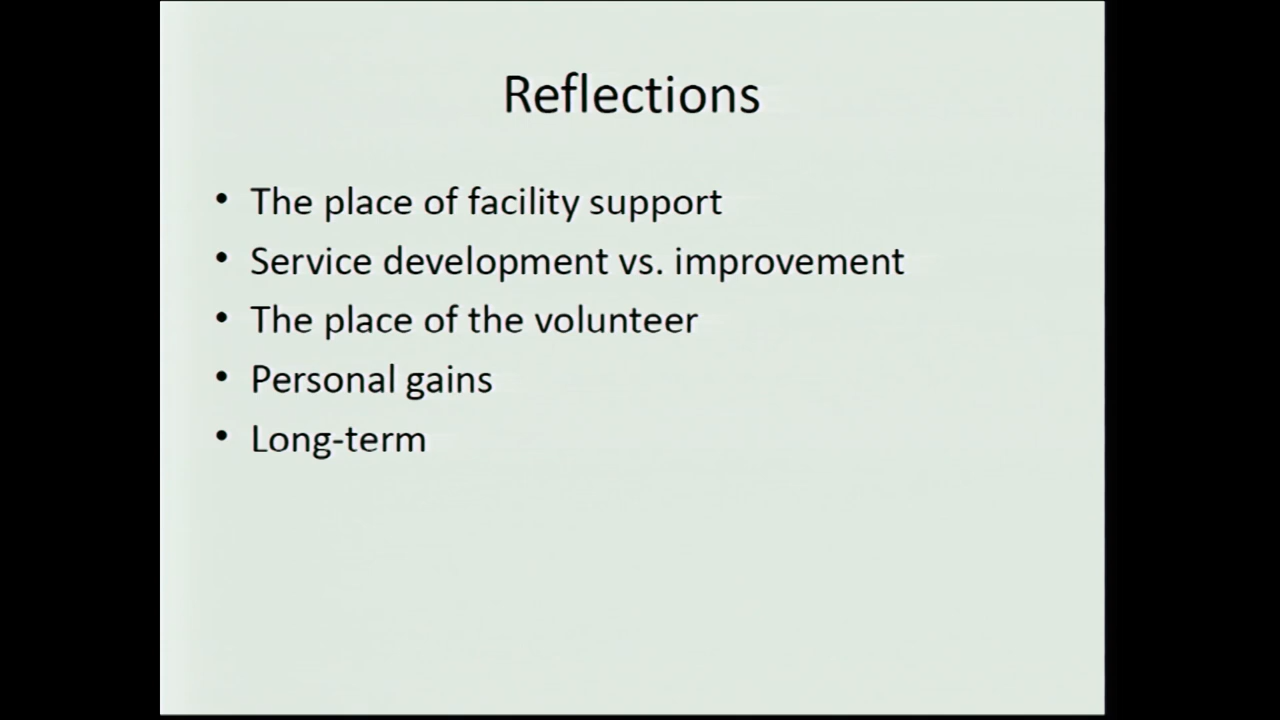 Reflections
• The place of facility support
• Service development vs. improvement
• The place of the volunteer
• Personal gains
• Long-term